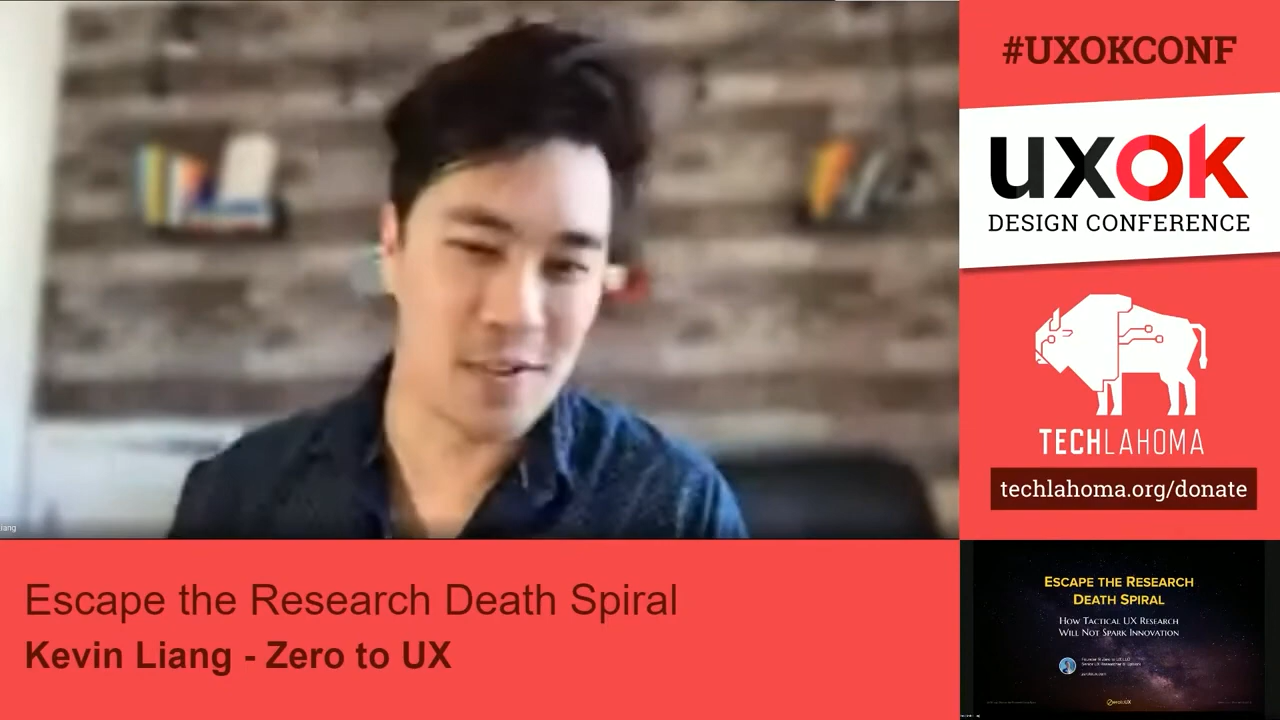 #UXOKCONF
uxok
DESIGN CONFERENCE
TECHLAHOMA
techlahoma.org/donate
Liang
Escape the Research Death Spiral
Kevin Liang - Zero to UX
ESCAPE THE RESEARCH
DEATH SPIRAL
HOW TACTICAL UX RESEARCH
WILL NOT SPARK INNOVATION